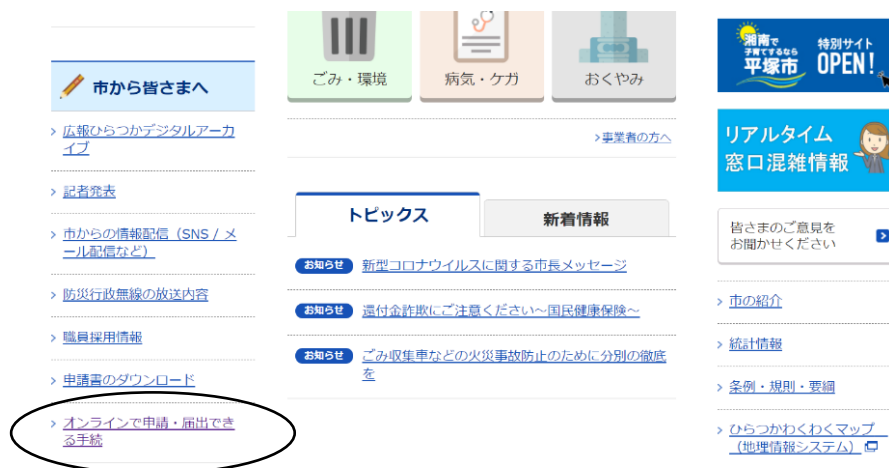 市から皆さまへ
広報ひらつかデジタルアーカ
イブ
記者発表
市からの情報配信（SNS / メ
ール配信など）
防災行政無線の放送内容
職員採用情報
申請書のダウンロード
オンラインで申請・届出でき
る手続
ごみ・環境
病気・ケガ
おくやみ
事業者の方へ
トピックス
新着情報
お知らせ 新型コロナウイルスに関する市長メッセージ
お知らせ 還付金詐欺にご注意ください～国民健康保険～
お知らせ ごみ収集車などの火災事故防止のために分別の徹底
を
湘南で
子育てするなら
平塚市
特別サイト
OPEN!
リアルタイム
窓口混雑情報
皆さまのご意見を
お聞かせください
市の紹介
統計情報
条例・規則・要綱
ひらつかわくわくマップ
（地理情報システム）